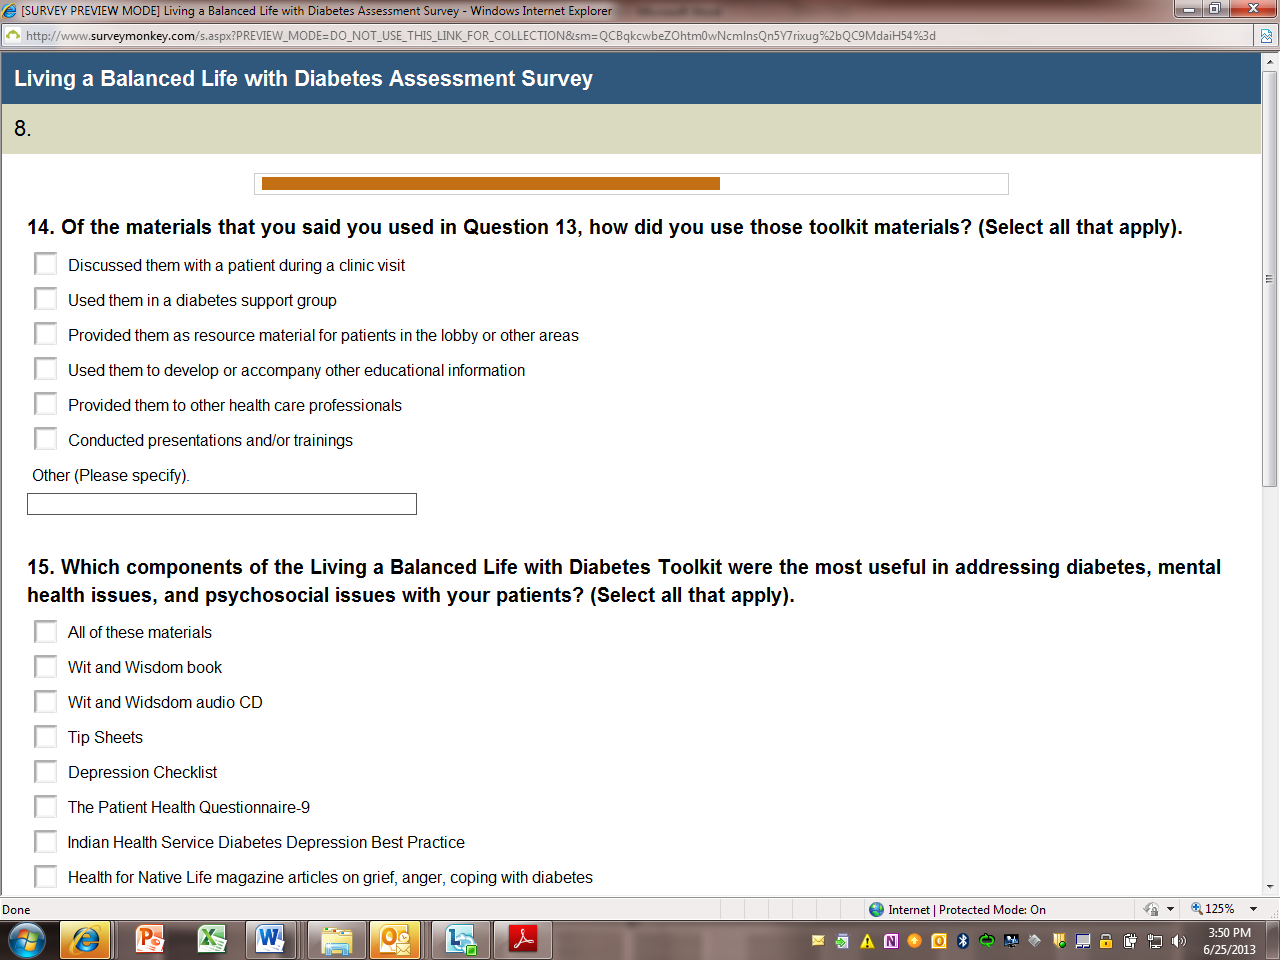 [SURVEY PREVIEW MODE] Living a Balanced Life with Diabetes Assessment Survey - Windows Internet Explorer
http://www.surveymonkey.com/s.aspx?PREVIEW_MODE=DO_NOT_USE_THIS_LINK_FOR_COLLECTION&sm=QCBqkcwbeZOhtm0wNcmInsQn5Y7rixug%2bQC9MdaiH54%3d
Living a Balanced Life with Diabetes Assessment Survey
8.
14. Of the materials that you said you used in Question 13, how did you use those toolkit materials? (Select all that apply).
Discussed them with a patient during a clinic visit
Used them in a diabetes support group
Provided them as resource material for patients in the lobby or other areas
Used them to develop or accompany other educational information
Provided them to other health care professionals
Conducted presentations and/or trainings
Other (Please specify).
15. Which components of the Living a Balanced Life with Diabetes Toolkit were the most useful in addressing diabetes, mental
health issues, and psychosocial issues with your patients? (Select all that apply).
All of these materials
Wit and Wisdom book
Wit and Widsdom audio CD
Tip Sheets
Depression Checklist
The Patient Health Questionnaire-9
Indian Health Service Diabetes Depression Best Practice
Health for Native Life magazine articles on grief, anger, coping with diabetes
Done
Internet | Protected Mode: On
125%
3:50 PM
6/25/2013